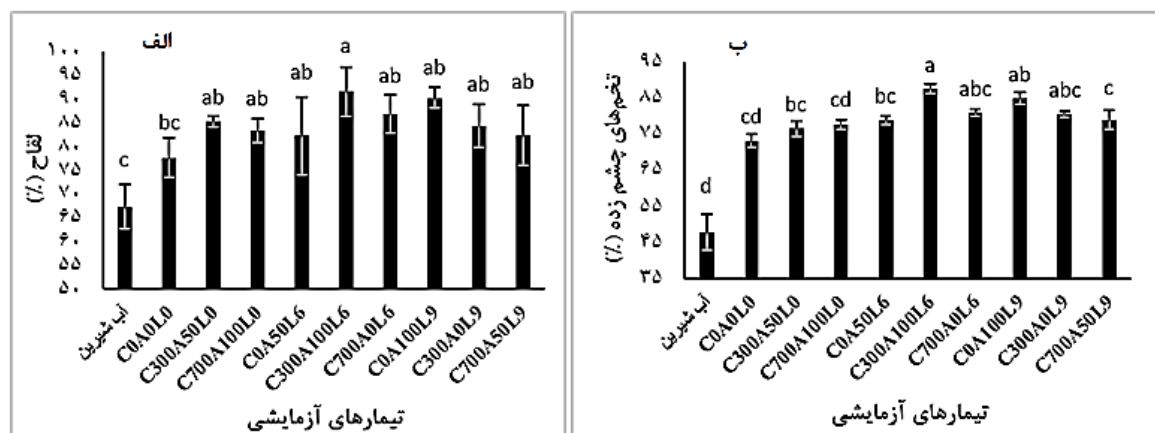 الف
لقاح (%)
۱۰۰
۹۵
۹۰
۸۵
۸۰
۷۵
۷۰
۶۵
۶۰
۵۵
۵۰
c
bc
ab
ab
ab
a
ab
ab
ab
ab
آب شیرین
C0A0L0
C300A50L0
C700A100L0
C0A50L6
C300A100L6
C700A0L6
C0A100L9
C300A0L9
C700A50L9
تیمارهای آزمایشی
ب
تخم‌های چشم زده (%)
۹۵
۸۵
۷۵
۶۵
۵۵
۴۵
۳۵
d
cd
bc
cd
bc
a
abc
ab
abc
c
آب شیرین
C0A0L0
C300A50L0
C700A100L0
C0A50L6
C300A100L6
C700A0L6
C0A100L9
C300A0L9
C700A50L9
تیمارهای آزمایشی